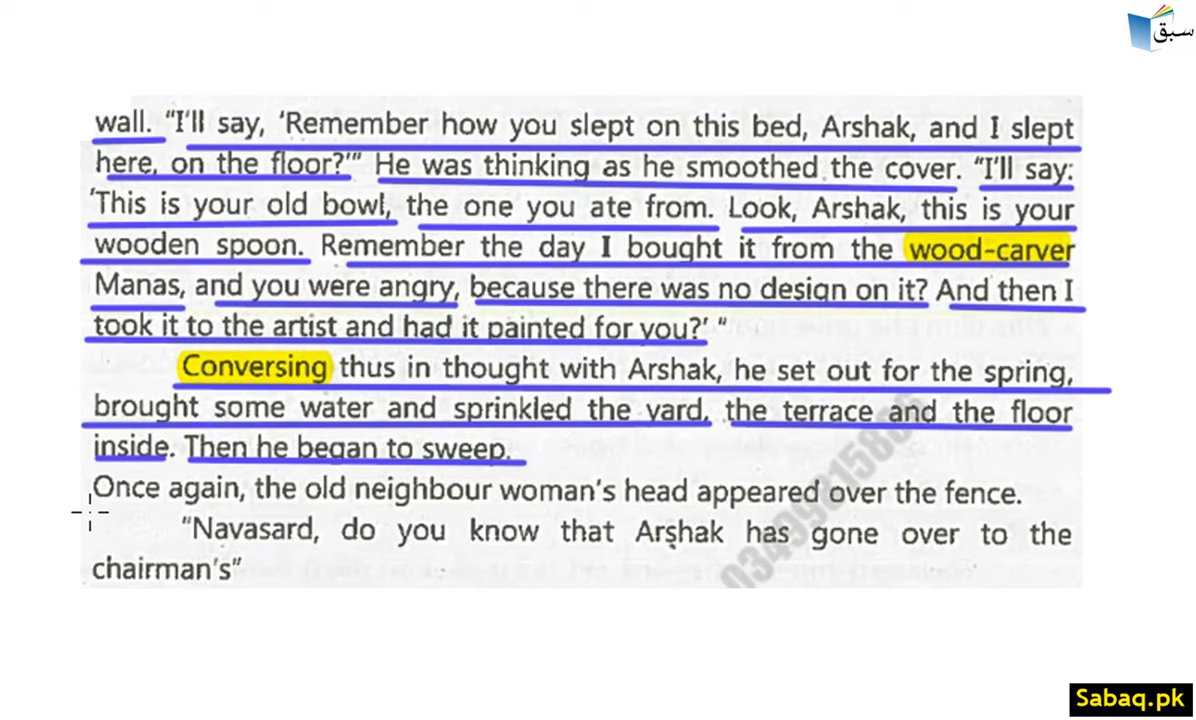 سبق
wall. "I'll say, 'Remember how you slept on this bed, Arshak, and I slept
here, on the floor?'" He was thinking as he smoothed the cover. "I'll say:
'This is your old bowl, the one you ate from. Look, Arshak, this is your
wooden spoon. Remember the day I bought it from the wood-carver
Manas, and you were angry, because there was no design on it? And then I
took it to the artist and had it painted for you?' "
Conversing thus in thought with Arshak, he set out for the spring,
brought some water and sprinkled the yard, the terrace and the floor
inside. Then he began to sweep.
Once again, the old neighbour woman's head appeared over the fence.
"Navasard, do you know that Arshak has gone over to the
chairman's"
Sabaq.pk